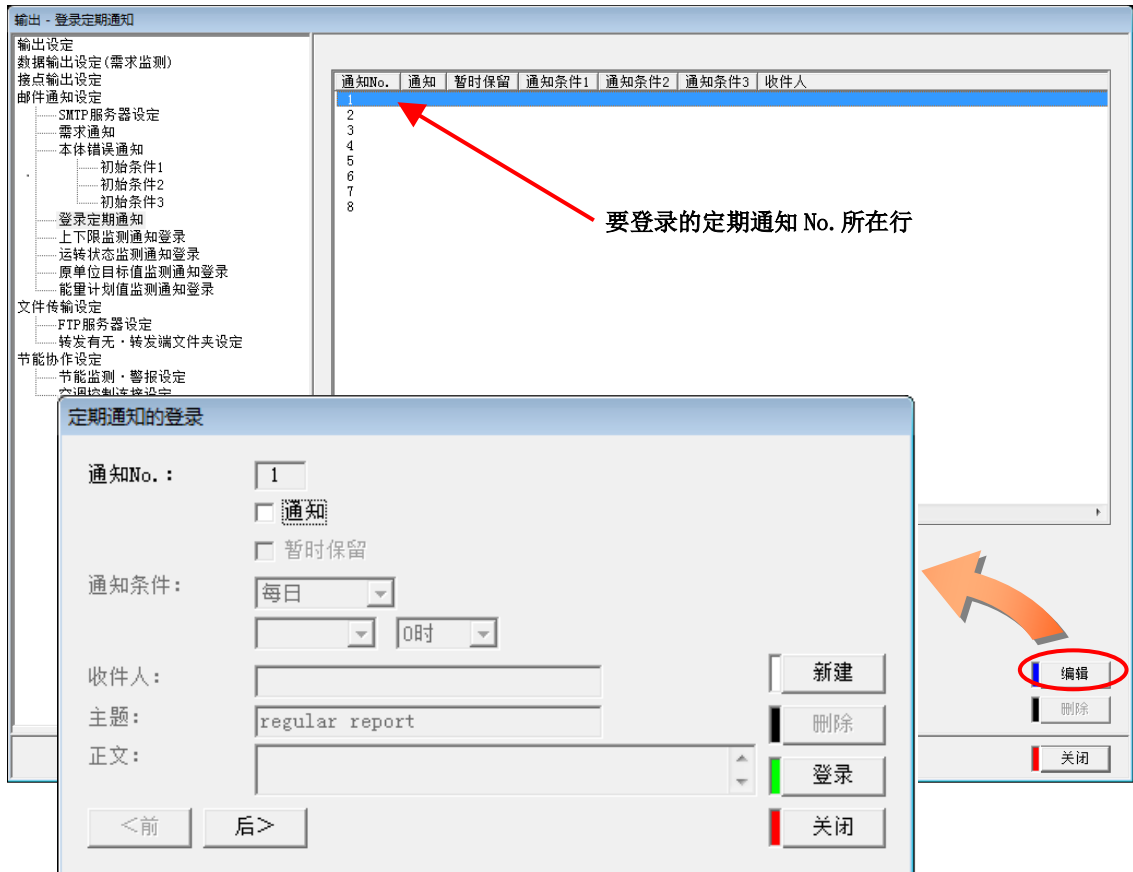 输出 - 登录定期通知
输出设定
数据输出设定(需求监测)
接点输出设定
邮件通知设定
SMTP服务器设定
需求通知
本体错误通知
初始条件1
初始条件2
初始条件3
登录定期通知
上下限监测通知登录
运转状态监测通知登录
原单位目标值监测通知登录
能量计划值监测通知登录
文件传输设定
FTP服务器设定
转发有无・转发端文件夹设定
节能协作设定
节能监测・警报设定
空调控制连接设定
通知No. 通知 暂时保留 通知条件1 通知条件2 通知条件3 收件人
1
2
3
4
5
6
7
8
要登录的定期通知 No.所在行
编辑
删除
关闭
定期通知的登录
通知No.: 1
通知
暂时保留
通知条件: 每日
0时
收件人:
主题: regular report
正文:
新建
删除
登录
关闭
<前 后>